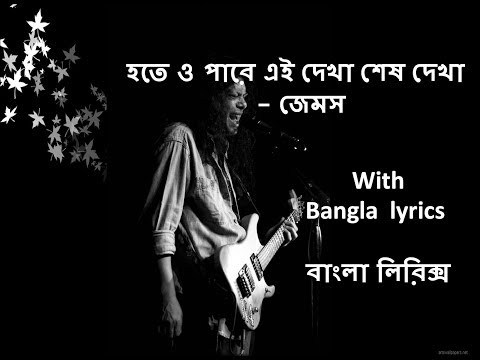 হতে ও পাবে এই দেখা শেষ দেখা
– জেমস
With
Bangla lyrics
বাংলা লিরিক্স